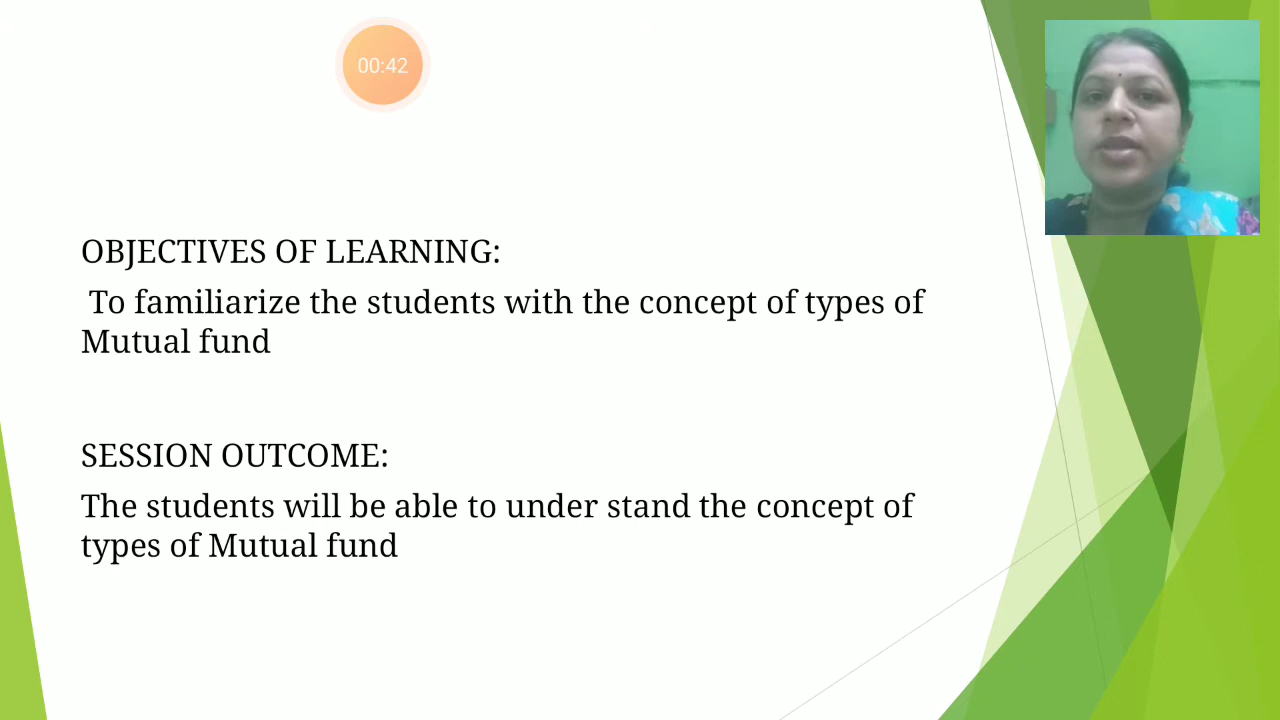 00:42
OBJECTIVES OF LEARNING:
To familiarize the students with the concept of types of
Mutual fund
SESSION OUTCOME:
The students will be able to under stand the concept of
types of Mutual fund